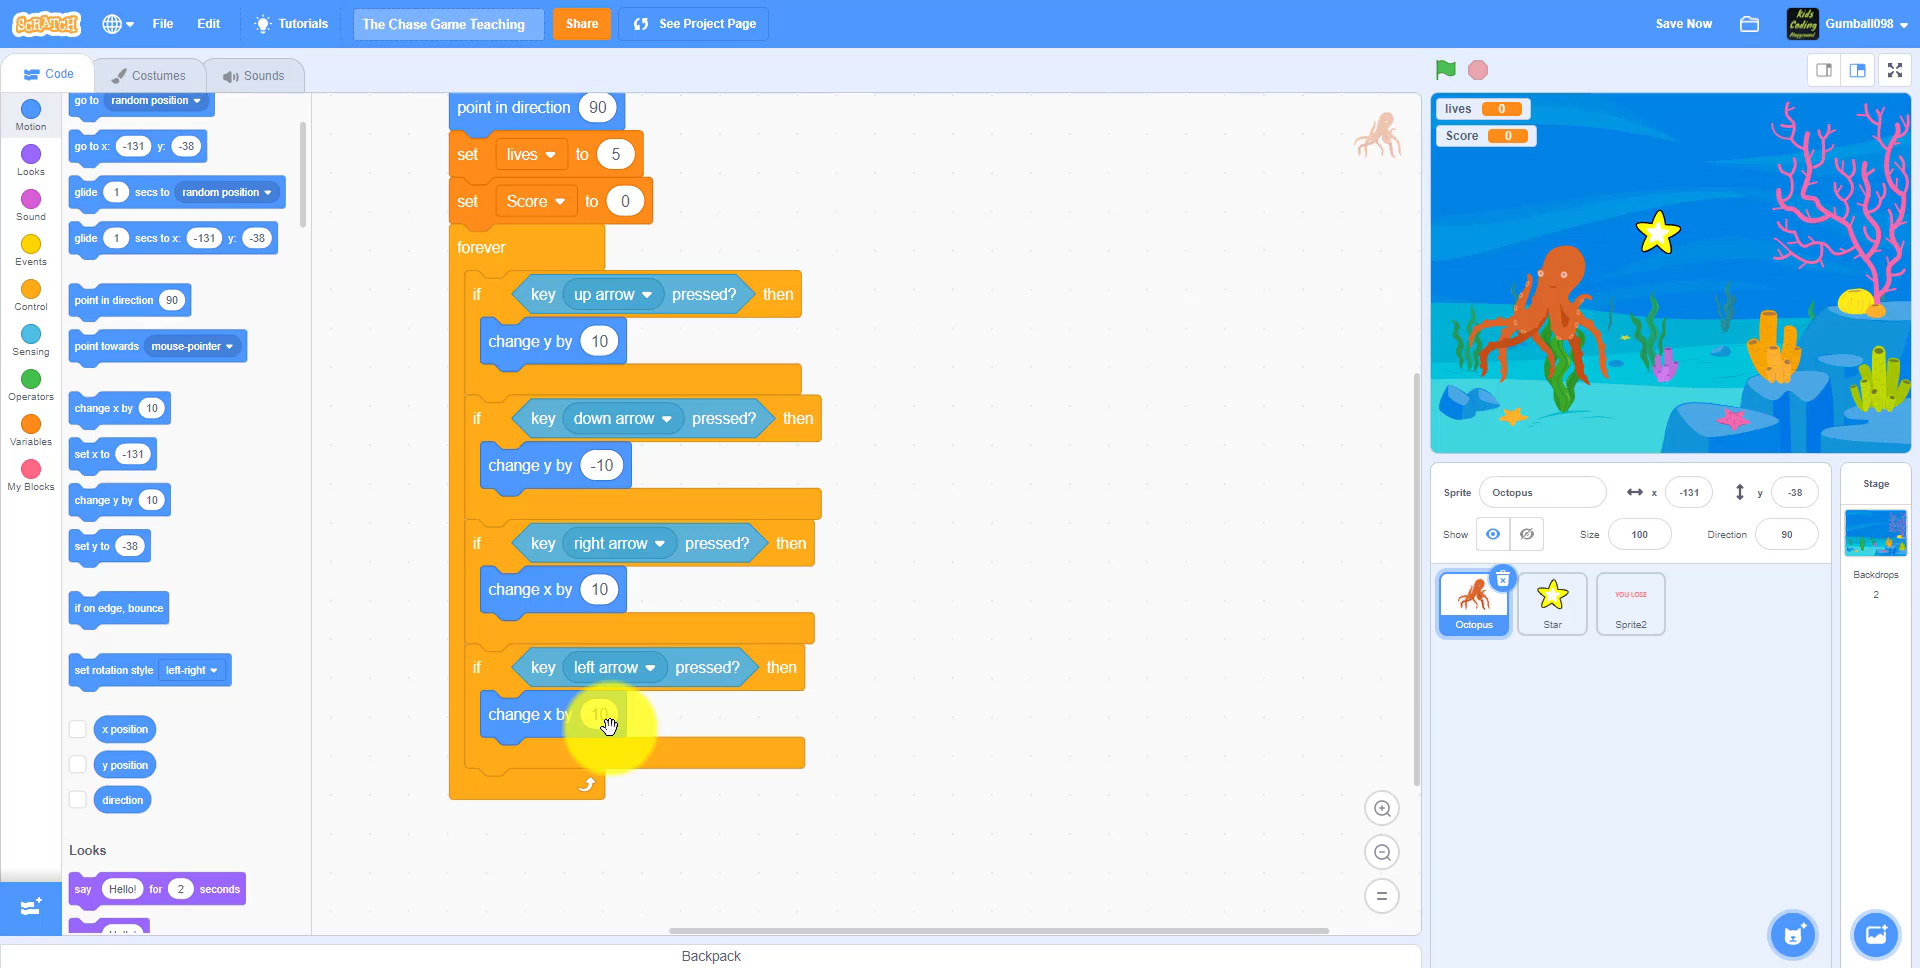 SCRATCH File Edit Tutorials The Chase Game Teaching Share See Project Page Save Now Kids Coding Playground Gumball098
Code Costumes Sounds
Motion
Looks
Sound
Events
Control
Sensing
Operators
Variables
My Blocks
go to random position
go to x: -131 y: -38
glide 1 secs to random position
glide 1 secs to x: -131 y: -38
point in direction 90
point towards mouse-pointer
change x by 10
set x to -131
change y by 10
set y to -38
if on edge, bounce
set rotation style left-right
x position
y position
direction
Looks
say Hello! for 2 seconds
point in direction 90
set lives to 5
set Score to 0
forever
if key up arrow pressed? then
change y by 10
if key down arrow pressed? then
change y by -10
if key right arrow pressed? then
change x by 10
if key left arrow pressed? then
change x by 10
Backpack
lives 0
Score 0
Sprite Octopus x -131 y -38
Show Size 100 Direction 90
Octopus
Star
YOU LOSE
Sprite2
Stage
Backdrops
2